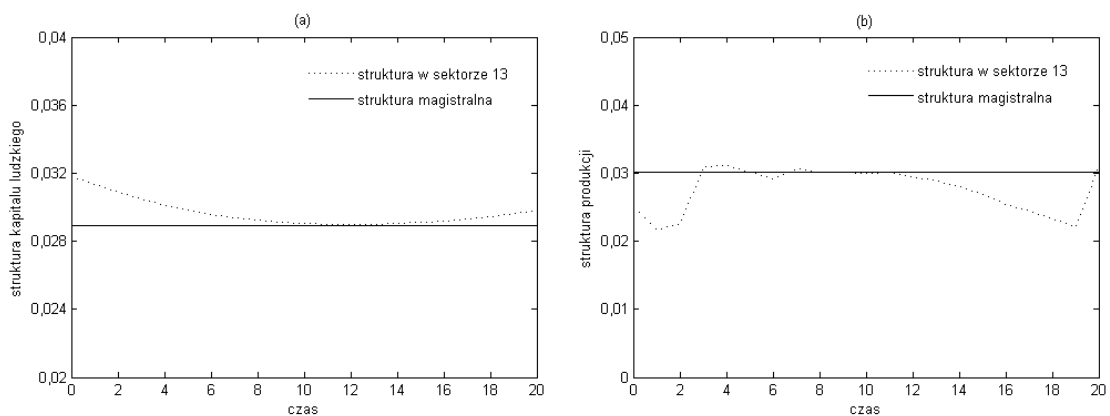 (a)
0,04
0,036
0,032
0,028
0,024
0,02
struktura kapitalu ludzkiego
struktura w sektorze 13
struktura magistralna
0 2 4 6 8 10 12 14 16 18 20
czas
(b)
0,05
0,04
0,03
0,02
0,01
0
struktura produkcji
struktura w sektorze 13
struktura magistralna
0 2 4 6 8 10 12 14 16 18 20
czas